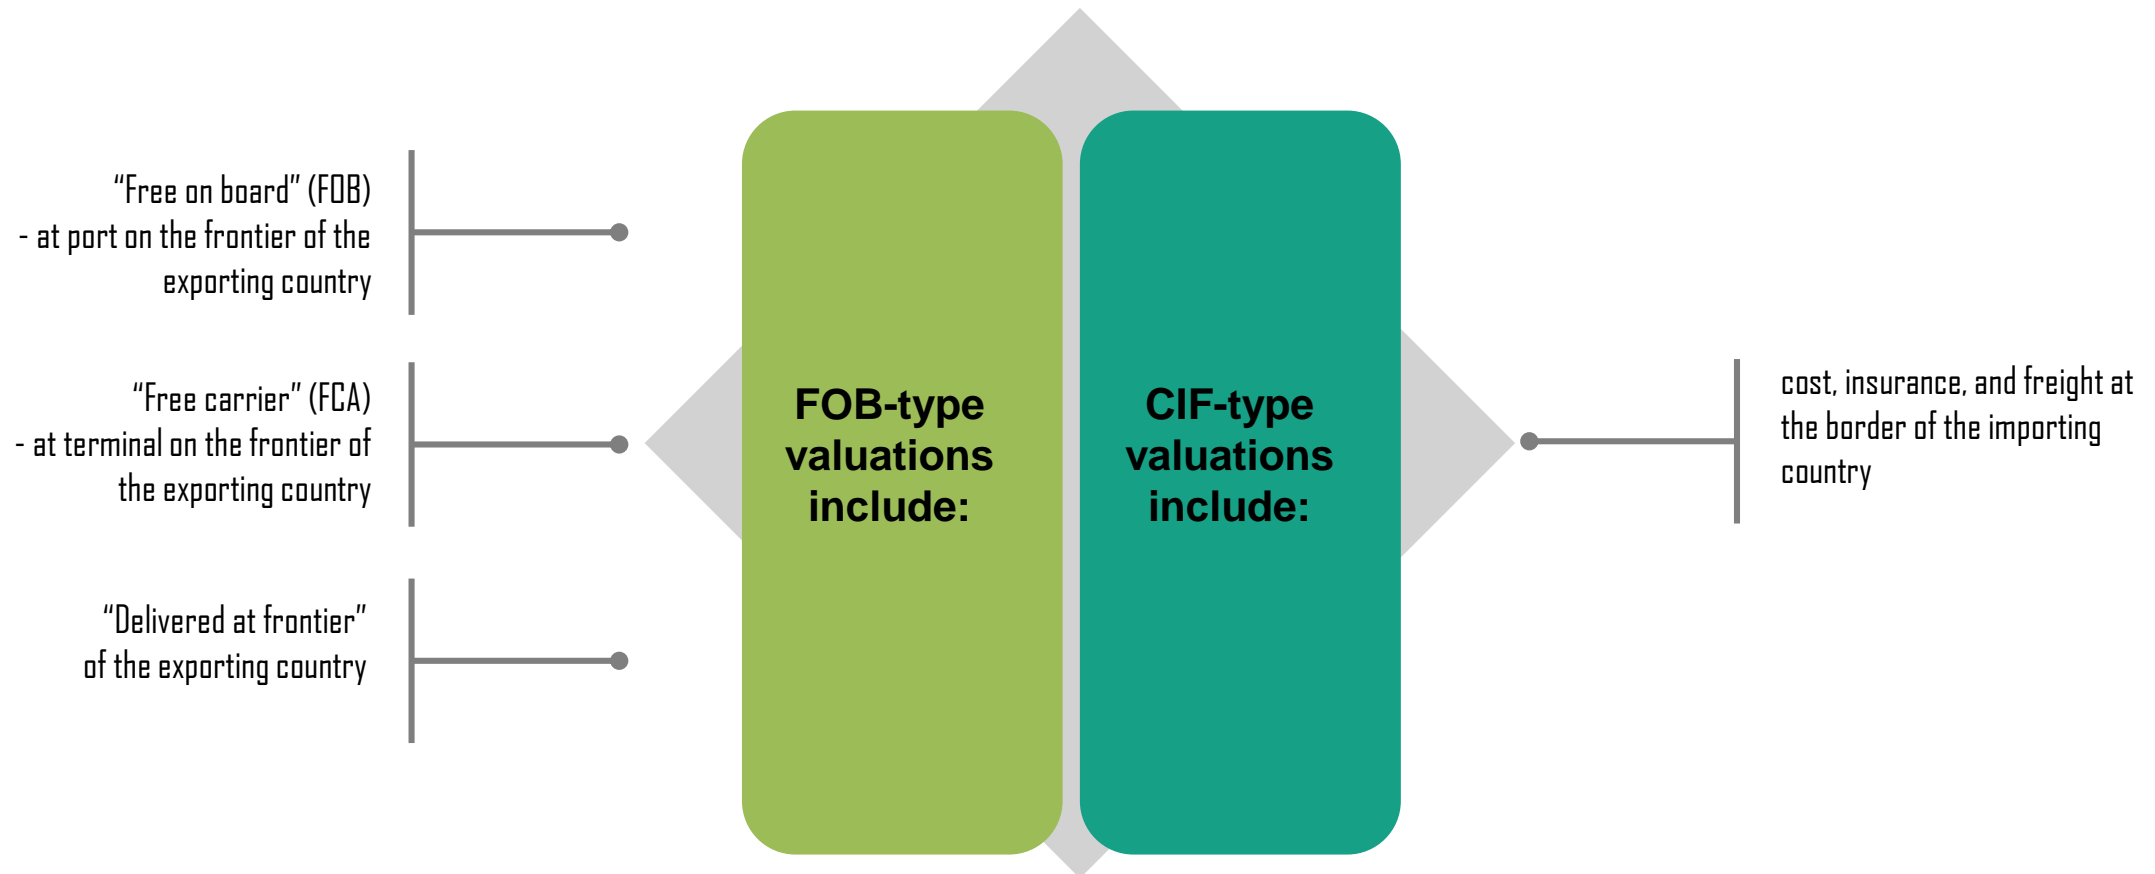 “Free on board” (FOB)
- at port on the frontier of the
exporting country
“Free carrier” (FCA)
- at terminal on the frontier of
the exporting country
“Delivered at frontier”
of the exporting country
FOB-type
valuations
include:
CIF-type
valuations
include:
cost, insurance, and freight at
the border of the importing
country